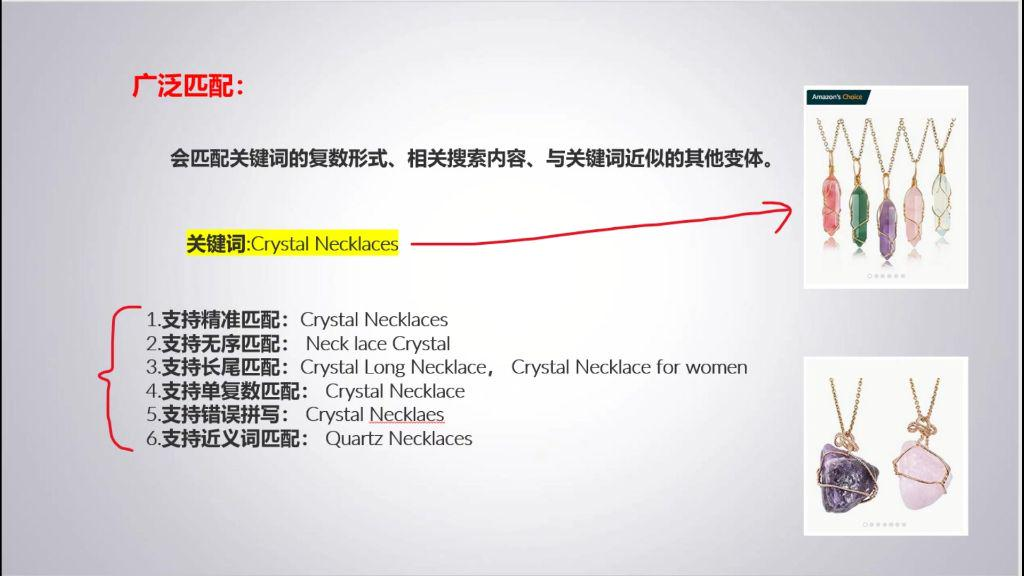 广泛匹配：
Amazon's Choice
会匹配关键词的复数形式、相关搜索内容、与关键词近似的其他变体。
关键词:Crystal Necklaces
1.支持精准匹配：Crystal Necklaces
2.支持无序匹配： Neck lace Crystal
3.支持长尾匹配：Crystal Long Necklace， Crystal Necklace for women
4.支持单复数匹配： Crystal Necklace
5.支持错误拼写： Crystal Necklaes
6.支持近义词匹配： Quartz Necklaces